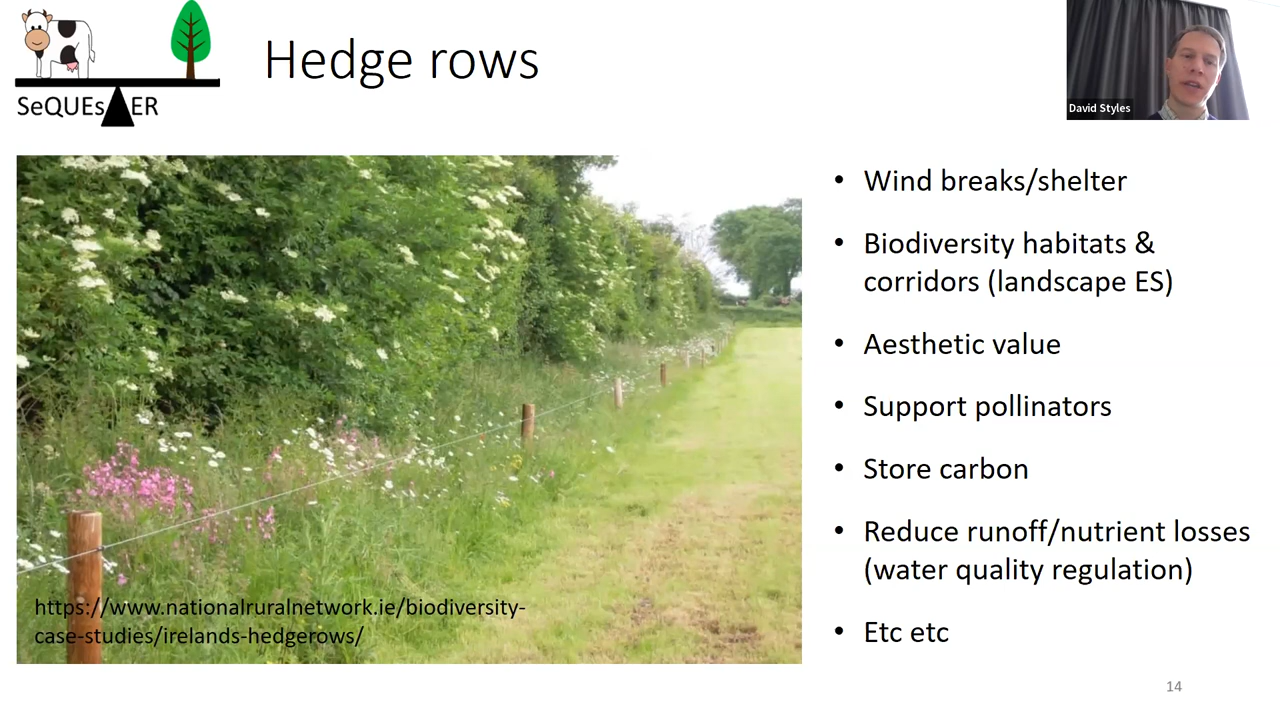 SeQUEsTER
Hedge rows
David Styles
• Wind breaks/shelter
• Biodiversity habitats &
corridors (landscape ES)
• Aesthetic value
• Support pollinators
• Store carbon
• Reduce runoff/nutrient losses
(water quality regulation)
• Etc etc
https://www.nationalruralnetwork.ie/biodiversity-
case-studies/irelands-hedgerows/
14